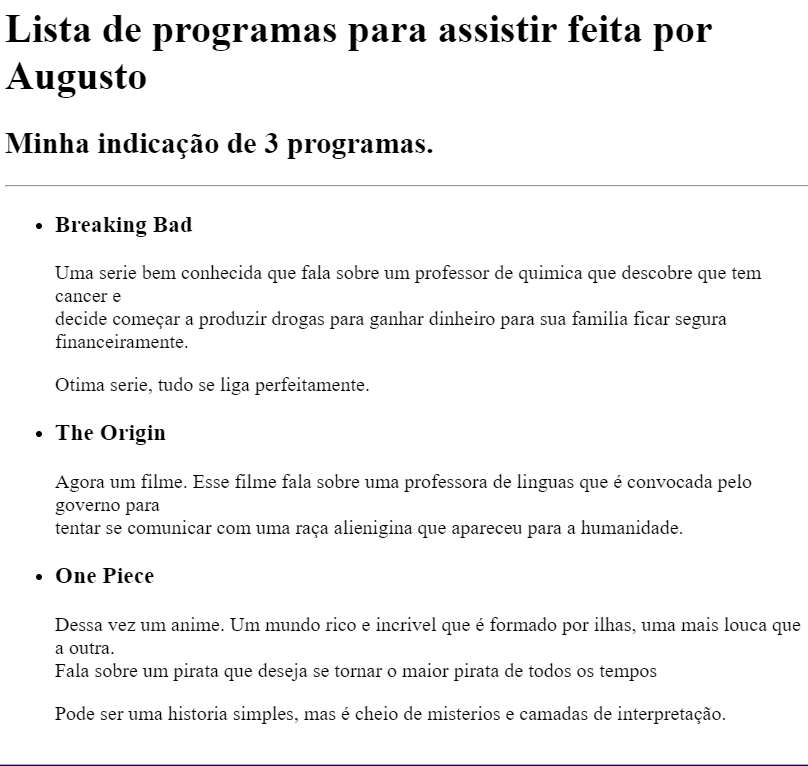 Lista de programas para assistir feita por
Augusto
Minha indicação de 3 programas.
Breaking Bad
Uma serie bem conhecida que fala sobre um professor de quimica que descobre que tem
cancer e
decide começar a produzir drogas para ganhar dinheiro para sua familia ficar segura
financeiramente.
Otima serie, tudo se liga perfeitamente.
The Origin
Agora um filme. Esse filme fala sobre uma professora de linguas que é convocada pelo
governo para
tentar se comunicar com uma raça alienigina que apareceu para a humanidade.
One Piece
Dessa vez um anime. Um mundo rico e incrivel que é formado por ilhas, uma mais louca que
a outra.
Fala sobre um pirata que deseja se tornar o maior pirata de todos os tempos
Pode ser uma historia simples, mas é cheio de misterios e camadas de interpretação.